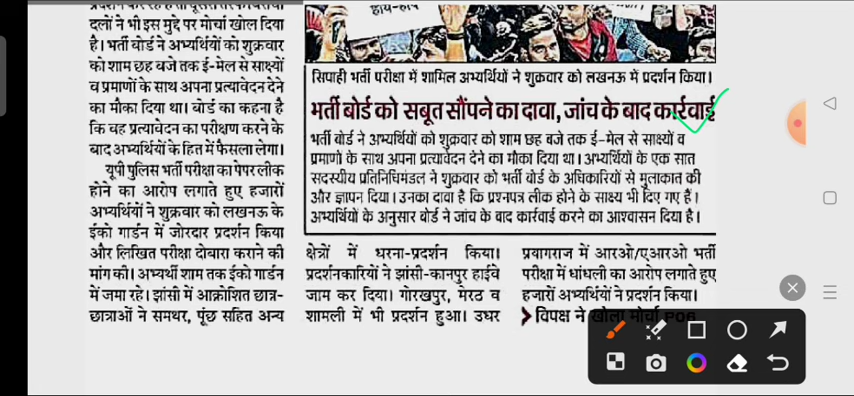 प्रदर्शन कर रहे
दलों ने भी इस मुद्दे पर मोर्चा खोल दिया
है। भर्ती बोर्ड ने अभ्यर्थियों को शुक्रवार
को शाम छह बजे तक ई-मेल से साक्ष्यों
व प्रमाणों के साथ अपना प्रत्यावेदन देने
का मौका दिया था। बोर्ड का कहना है
कि वह प्रत्यावेदन का परीक्षण करने के
बाद अभ्यर्थियों के हित में फैसला लेगा।
यूपी पुलिस भर्ती परीक्षा का पेपर लीक
होने का आरोप लगाते हुए हजारों
अभ्यर्थियों ने शुक्रवार को लखनऊ के
ईको गार्डन में जोरदार प्रदर्शन किया
और लिखित परीक्षा दोबारा कराने की
मांग की। अभ्यर्थी शाम तक ईको गार्डन
में जमा रहे। झांसी में आक्रोशित छात्र-
छात्राओं ने समथर, पूंछ सहित अन्य
हाय-हाय
सिपाही भर्ती परीक्षा में शामिल अभ्यर्थियों ने शुक्रवार को लखनऊ में प्रदर्शन किया।
भर्ती बोर्ड को सबूत सौंपने का दावा, जांच के बाद कार्रवाई
भर्ती बोर्ड ने अभ्यर्थियों को शुक्रवार को शाम छह बजे तक ई-मेल से साक्ष्यों व
प्रमाणों के साथ अपना प्रत्यावेदन देने का मौका दिया था। अभ्यर्थियों के एक सात
सदस्यीय प्रतिनिधिमंडल ने शुक्रवार को भर्ती बोर्ड के अधिकारियों से मुलाकात की
और ज्ञापन दिया। उनका दावा है कि प्रश्नपत्र लीक होने के साक्ष्य भी दिए गए हैं।
अभ्यर्थियों के अनुसार बोर्ड ने जांच के बाद कार्रवाई करने का आश्वासन दिया है।
क्षेत्रों में धरना-प्रदर्शन किया।
प्रदर्शनकारियों ने झांसी-कानपुर हाईवे
जाम कर दिया। गोरखपुर, मेरठ व
शामली में भी प्रदर्शन हुआ। उधर
प्रयागराज में आरओ/एआरओ भर्ती
परीक्षा में धांधली का आरोप लगाते हुए
हजारों अभ्यर्थियों ने प्रदर्शन किया।
विपक्ष ने खोला मोर्चा P06